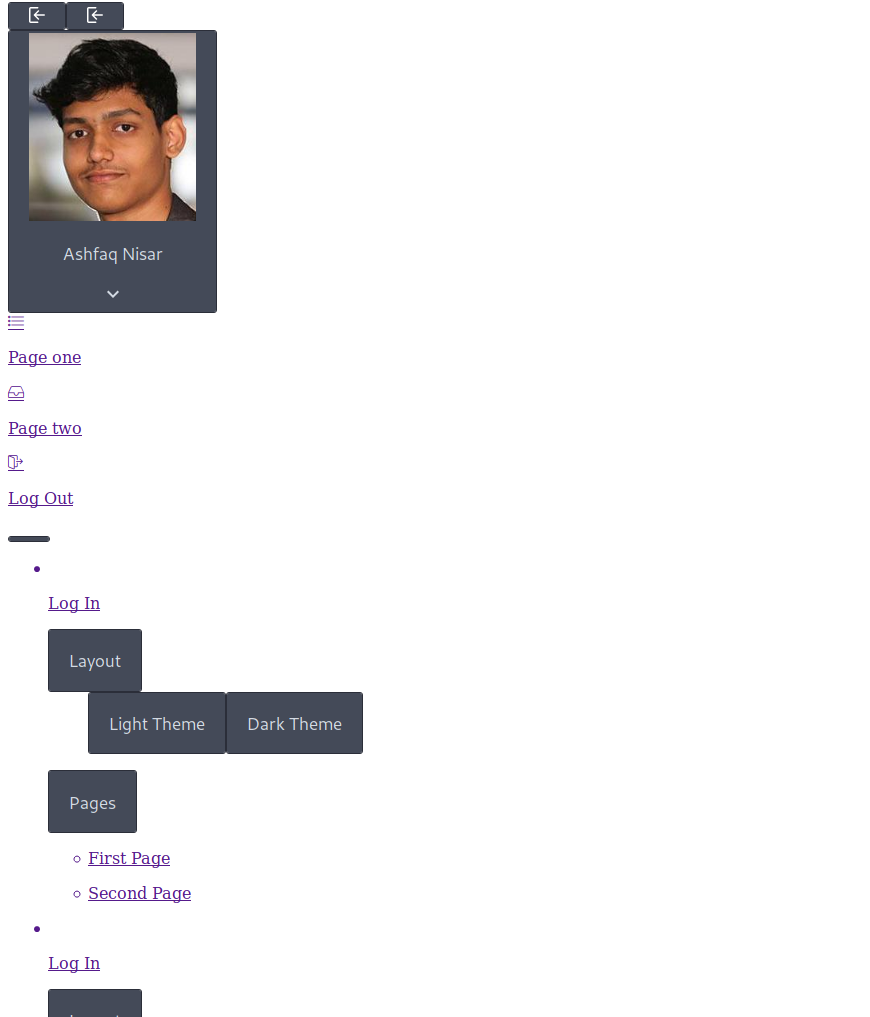 Ashfaq Nisar
Page one
Page two
Log Out
Log In
Layout
Light Theme Dark Theme
Pages
First Page
Second Page
Log In